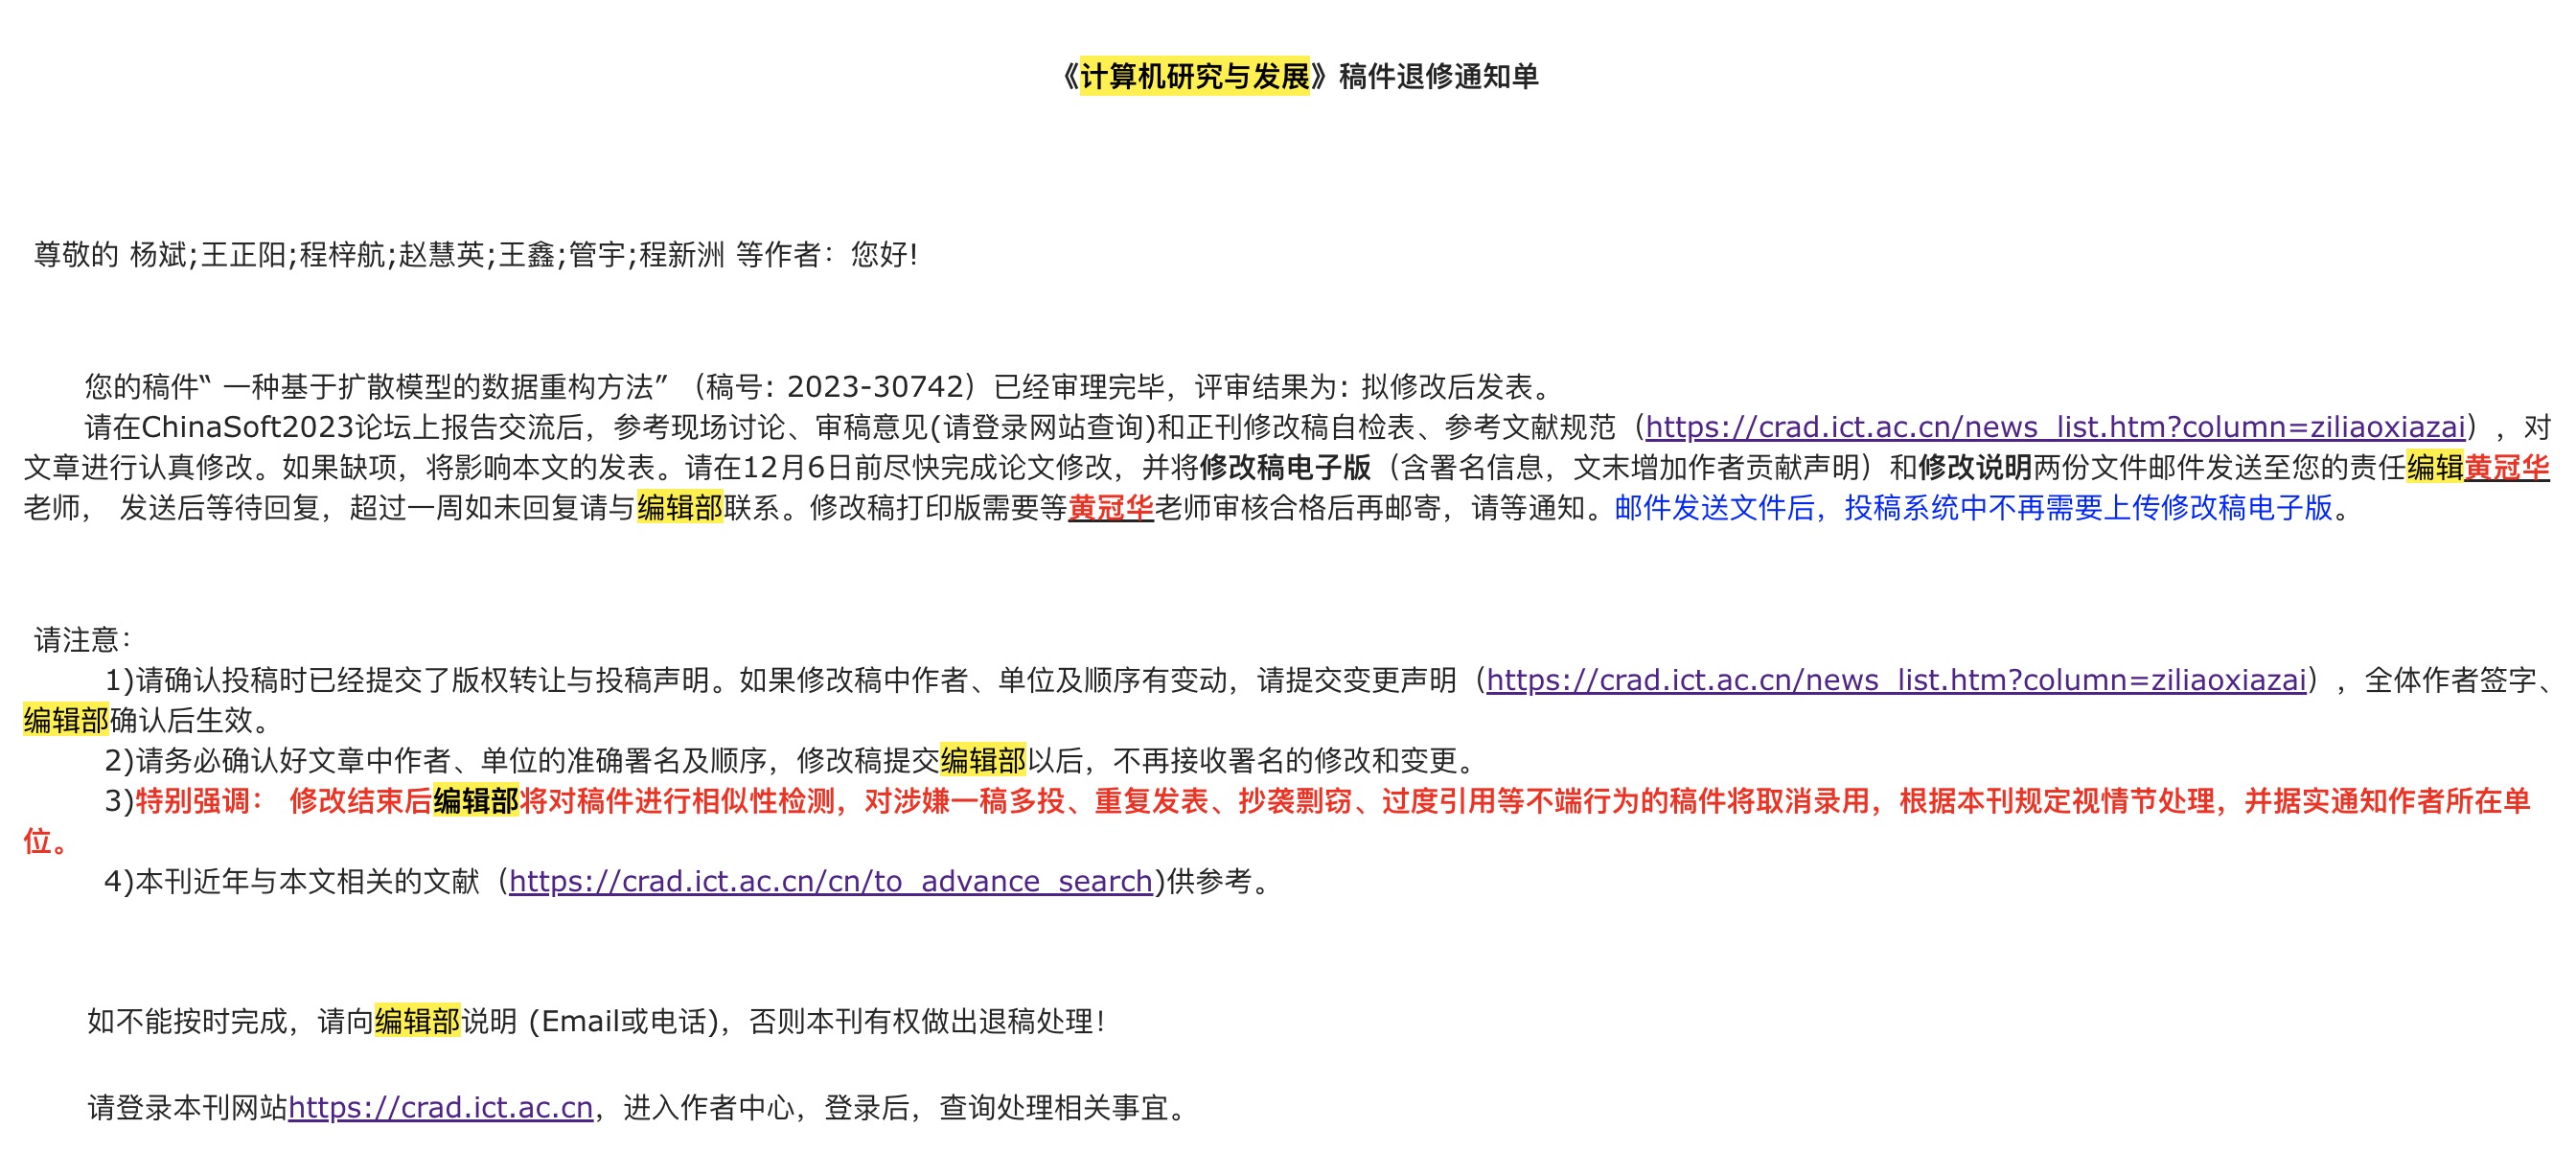 《计算机研究与发展》稿件退修通知单
尊敬的 杨斌;王正阳;程梓航;赵慧英;王鑫;管宇;程新洲 等作者：您好!
您的稿件“ 一种基于扩散模型的数据重构方法”（稿号: 2023-30742）已经审理完毕，评审结果为: 拟修改后发表。
请在ChinaSoft2023论坛上报告交流后，参考现场讨论、审稿意见(请登录网站查询)和正刊修改稿自检表、参考文献规范（https://crad.ict.ac.cn/news_list.htm?column=ziliaoxiazai），对
文章进行认真修改。如果缺项，将影响本文的发表。请在12月6日前尽快完成论文修改，并将修改稿电子版（含署名信息，文末增加作者贡献声明）和修改说明两份文件邮件发送至您的责任编辑黄冠华
老师， 发送后等待回复，超过一周如未回复请与编辑部联系。修改稿打印版需要等黄冠华老师审核合格后再邮寄，请等通知。邮件发送文件后，投稿系统中不再需要上传修改稿电子版。
请注意：
1)请确认投稿时已经提交了版权转让与投稿声明。如果修改稿中作者、单位及顺序有变动，请提交变更声明（https://crad.ict.ac.cn/news_list.htm?column=ziliaoxiazai），全体作者签字、
编辑部确认后生效。
2)请务必确认好文章中作者、单位的准确署名及顺序，修改稿提交编辑部以后，不再接收署名的修改和变更。
3)特别强调： 修改结束后编辑部将对稿件进行相似性检测，对涉嫌一稿多投、重复发表、抄袭剽窃、过度引用等不端行为的稿件将取消录用，根据本刊规定视情节处理，并据实通知作者所在单
位。
4)本刊近年与本文相关的文献（https://crad.ict.ac.cn/cn/to_advance_search)供参考。
如不能按时完成，请向编辑部说明 (Email或电话)，否则本刊有权做出退稿处理！
请登录本刊网站https://crad.ict.ac.cn，进入作者中心，登录后，查询处理相关事宜。